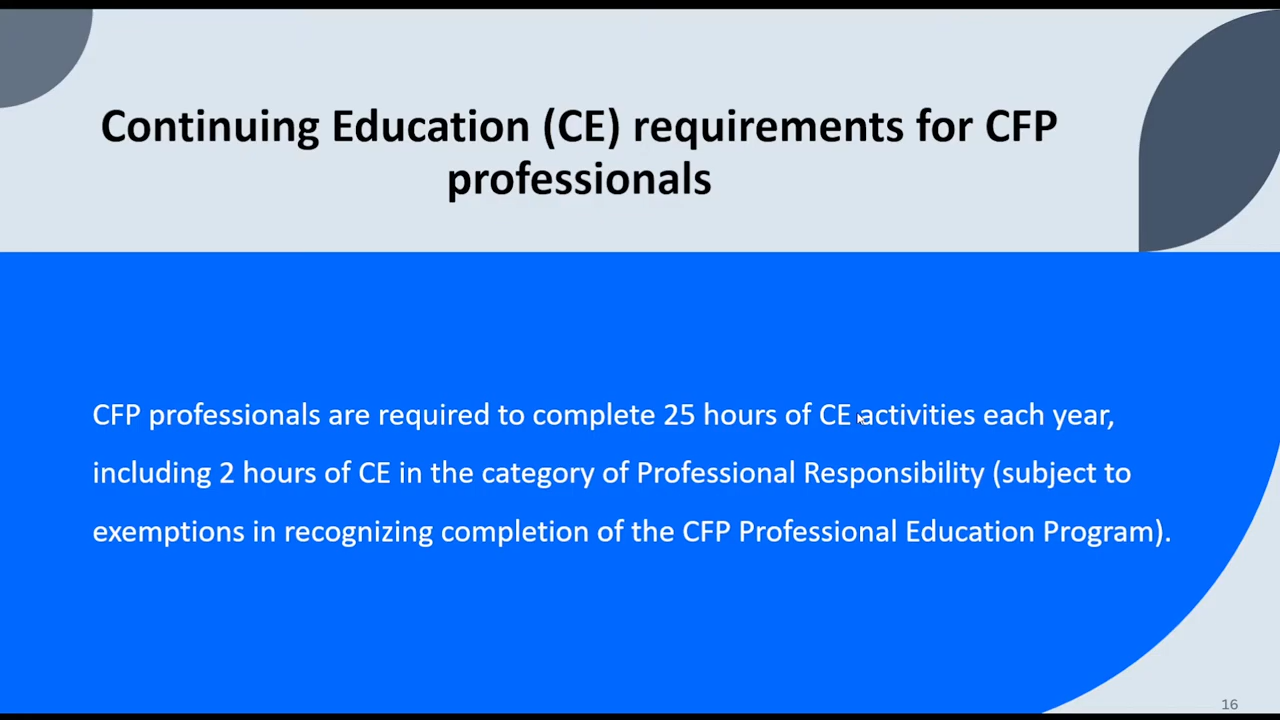 Continuing Education (CE) requirements for CFP
professionals
CFP professionals are required to complete 25 hours of CE activities each year,
including 2 hours of CE in the category of Professional Responsibility (subject to
exemptions in recognizing completion of the CFP Professional Education Program).
16